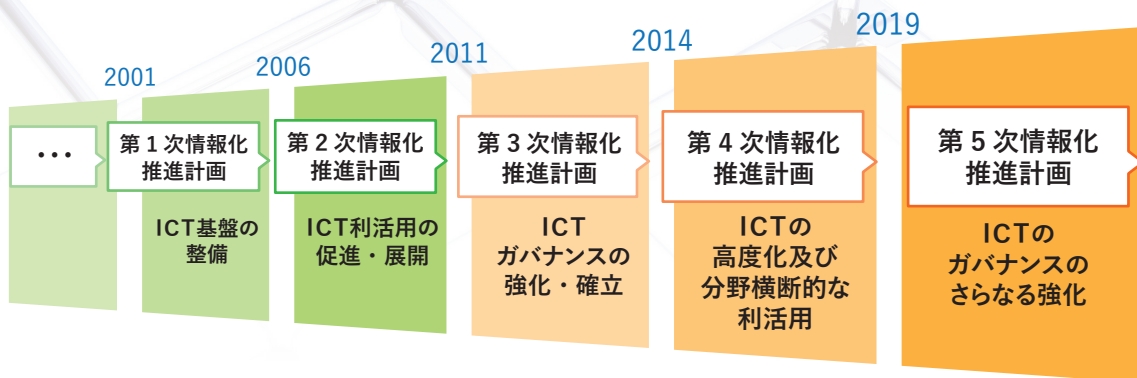 2001
2006
2011
2014
2019
・・・
第1次情報化
推進計画
第2次情報化
推進計画
第3次情報化
推進計画
第4次情報化
推進計画
第5次情報化
推進計画
ICT基盤の
整備
ICT利活用の
促進・展開
ICT
ガバナンスの
強化・確立
ICTの
高度化及び
分野横断的な
利活用
ICTの
ガバナンスの
さらなる強化